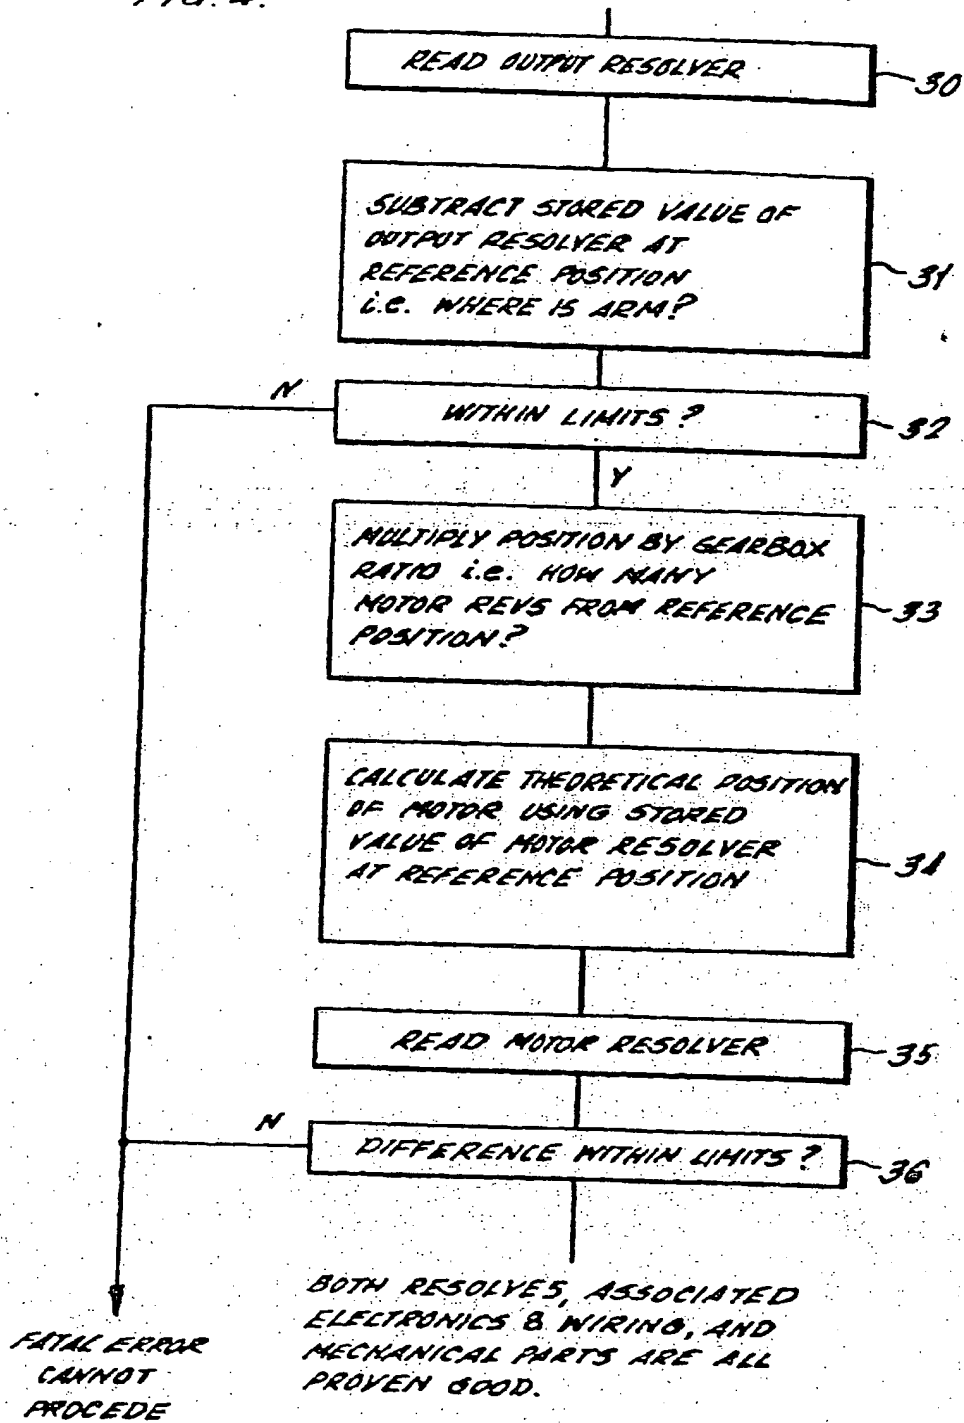 FIG. 4.
READ OUTPUT RESOLVER
30
SUBTRACT STORED VALUE OF
OUTPUT RESOLVER AT
REFERENCE POSITION
i.e. WHERE IS ARM?
31
N
WITHIN LIMITS?
32
Y
MULTIPLY POSITION BY GEARBOX
RATIO i.e. HOW MANY
MOTOR REVS FROM REFERENCE
POSITION?
33
CALCULATE THEORETICAL POSITION
OF MOTOR USING STORED
VALUE OF MOTOR RESOLVER
AT REFERENCE POSITION
34
READ MOTOR RESOLVER
35
N
DIFFERENCE WITHIN LIMITS?
36
BOTH RESOLVES, ASSOCIATED
ELECTRONICS & WIRING, AND
MECHANICAL PARTS ARE ALL
PROVEN GOOD.
FATAL ERROR
CANNOT
PROCEDE